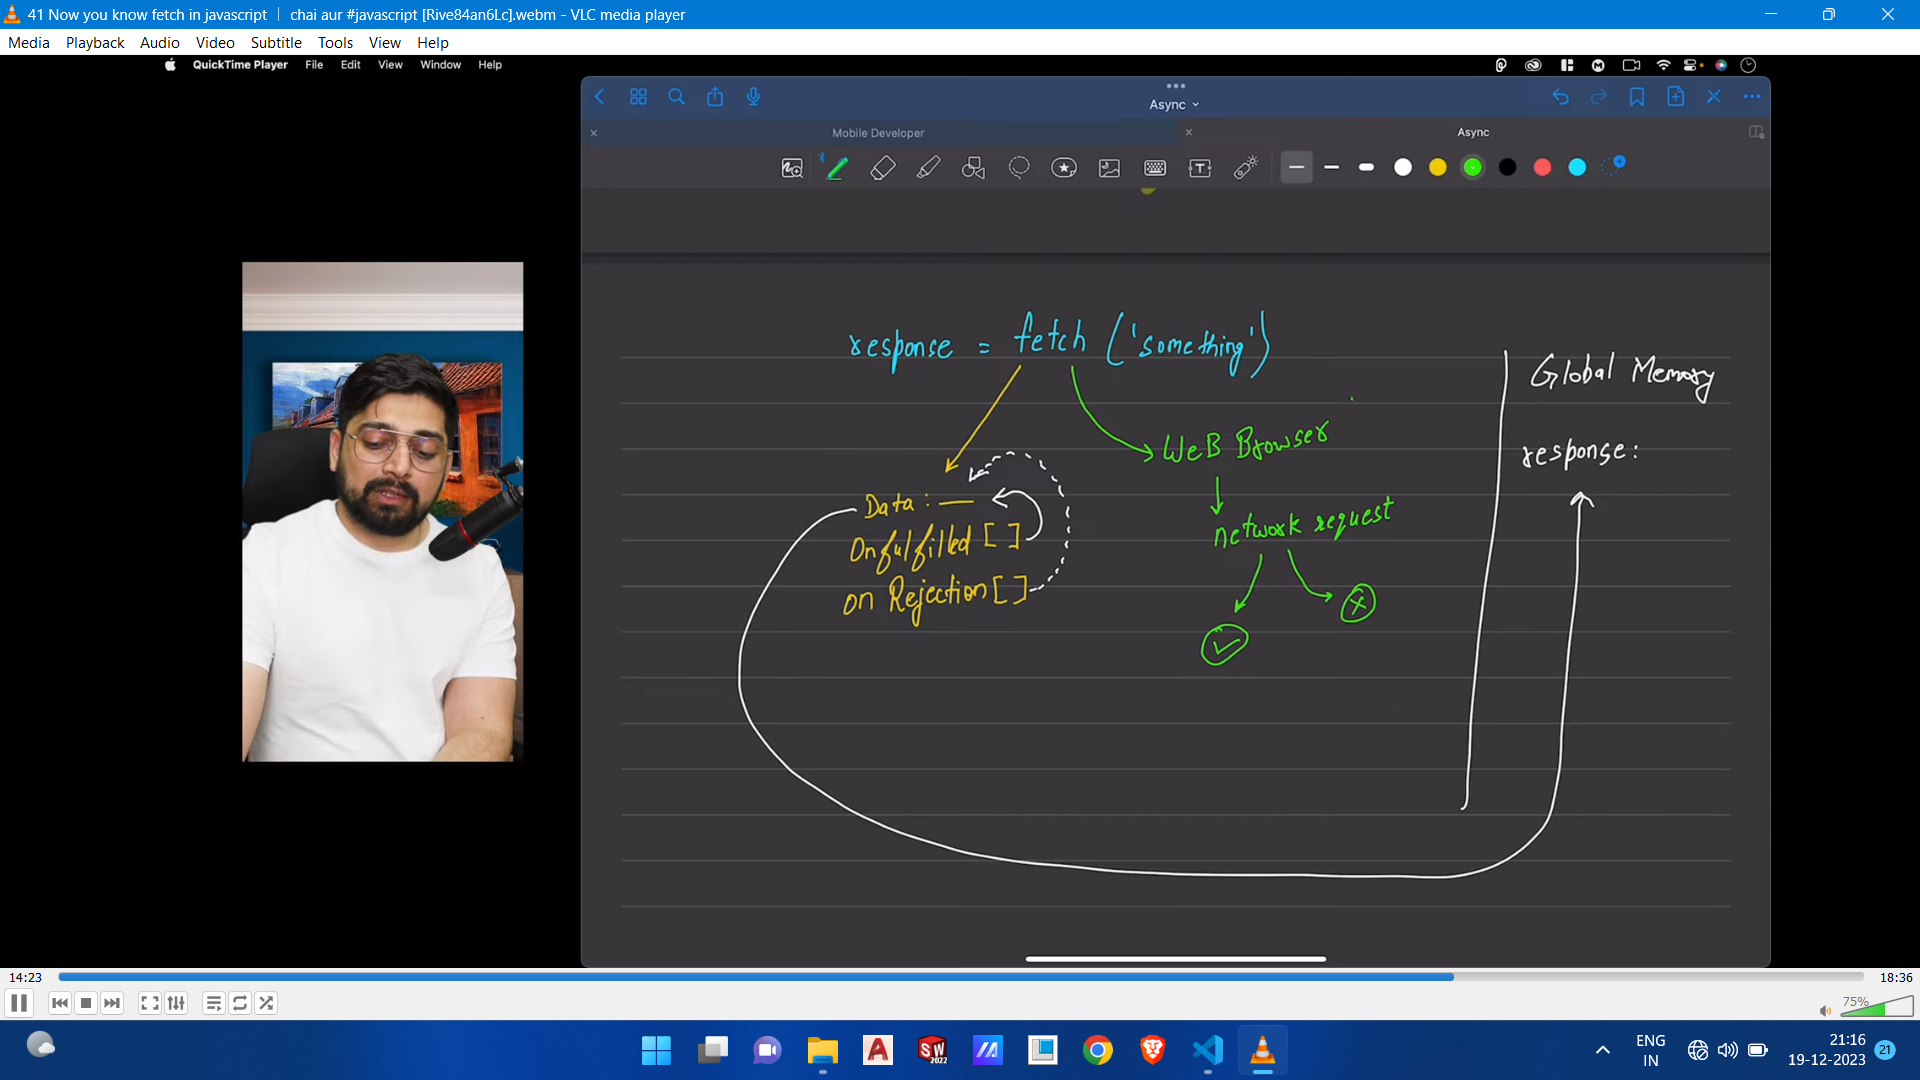 41 Now you know fetch in javascript ｜ chai aur #javascript [Rive84an6Lc].webm - VLC media player
Media Playback Audio Video Subtitle Tools View Help
QuickTime Player File Edit View Window Help
Async
Mobile Developer
Async
response = fetch ('something')
Global Memory
WeB Browser
response:
Data : —
network request
Onfulfilled [ ]
on Rejection [ ]
14:23
18:36
75%
SW
2022
ENG
IN
21:16
19-12-2023
21